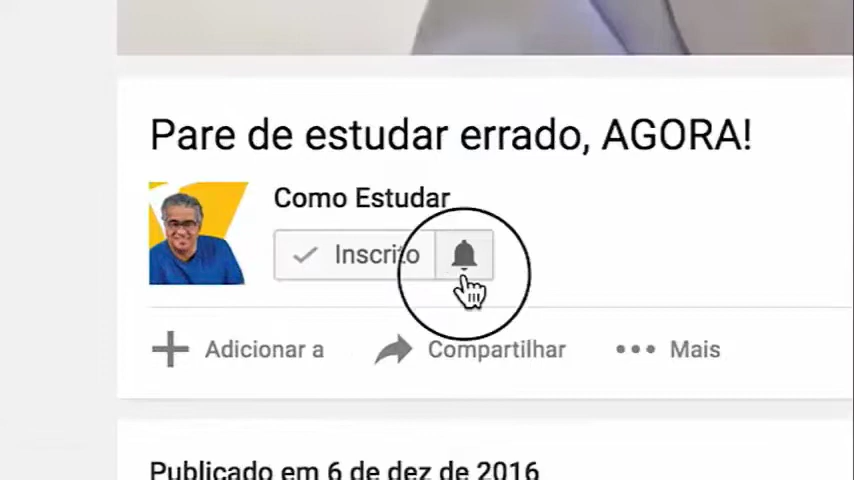 Pare de estudar errado, AGORA!
Como Estudar
Inscrito
Adicionar a Compartilhar Mais
Publicado em 6 de dez de 2016